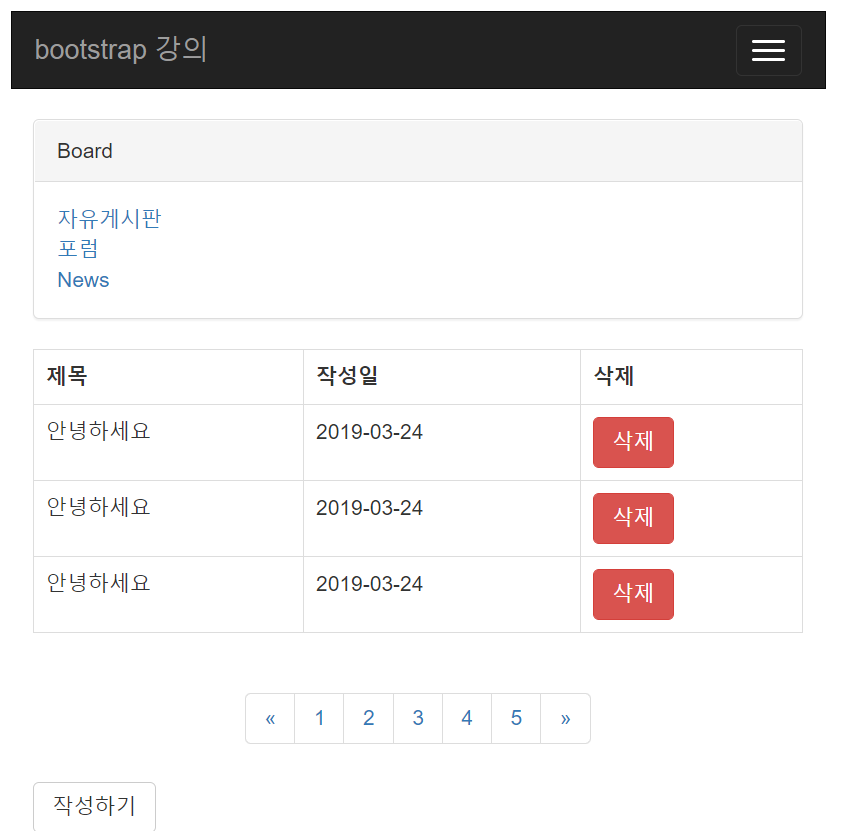 bootstrap 강의
Board
자유게시판
포럼
News
제목 작성일 삭제
안녕하세요 2019-03-24 삭제
안녕하세요 2019-03-24 삭제
안녕하세요 2019-03-24 삭제
« 1 2 3 4 5 »
작성하기